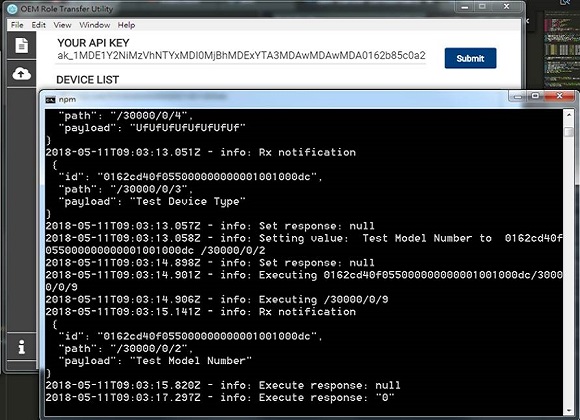 OEM Role Transfer Utility
File Edit View Window Help
YOUR API KEY
ak_1MDE1Y2NiMzVhNTYxMDI0MjBhMDExYTA3MDAwMDAwMDA0162b85c0a2
Submit
DEVICE LIST
npm
"path": "/30000/0/4",
"payload": "UfUfUfUfUfUfUfUf"
}
2018-05-11T09:03:13.051Z - info: Rx notification
{
"id": "0162cd40f055000000000001001000dc",
"path": "/30000/0/3",
"payload": "Test Device Type"
}
2018-05-11T09:03:13.057Z - info: Set response: null
2018-05-11T09:03:13.058Z - info: Setting value:  Test Model Number to  0162cd40f
055000000000001001000dc /30000/0/2
2018-05-11T09:03:14.898Z - info: Set response: null
2018-05-11T09:03:14.901Z - info: Executing 0162cd40f055000000000001001000dc/3000
0/0/9
2018-05-11T09:03:14.906Z - info: Executing /30000/0/9
2018-05-11T09:03:15.141Z - info: Rx notification
{
"id": "0162cd40f055000000000001001000dc",
"path": "/30000/0/2",
"payload": "Test Model Number"
}
2018-05-11T09:03:15.820Z - info: Execute response: null
2018-05-11T09:03:17.297Z - info: Execute response: "0"